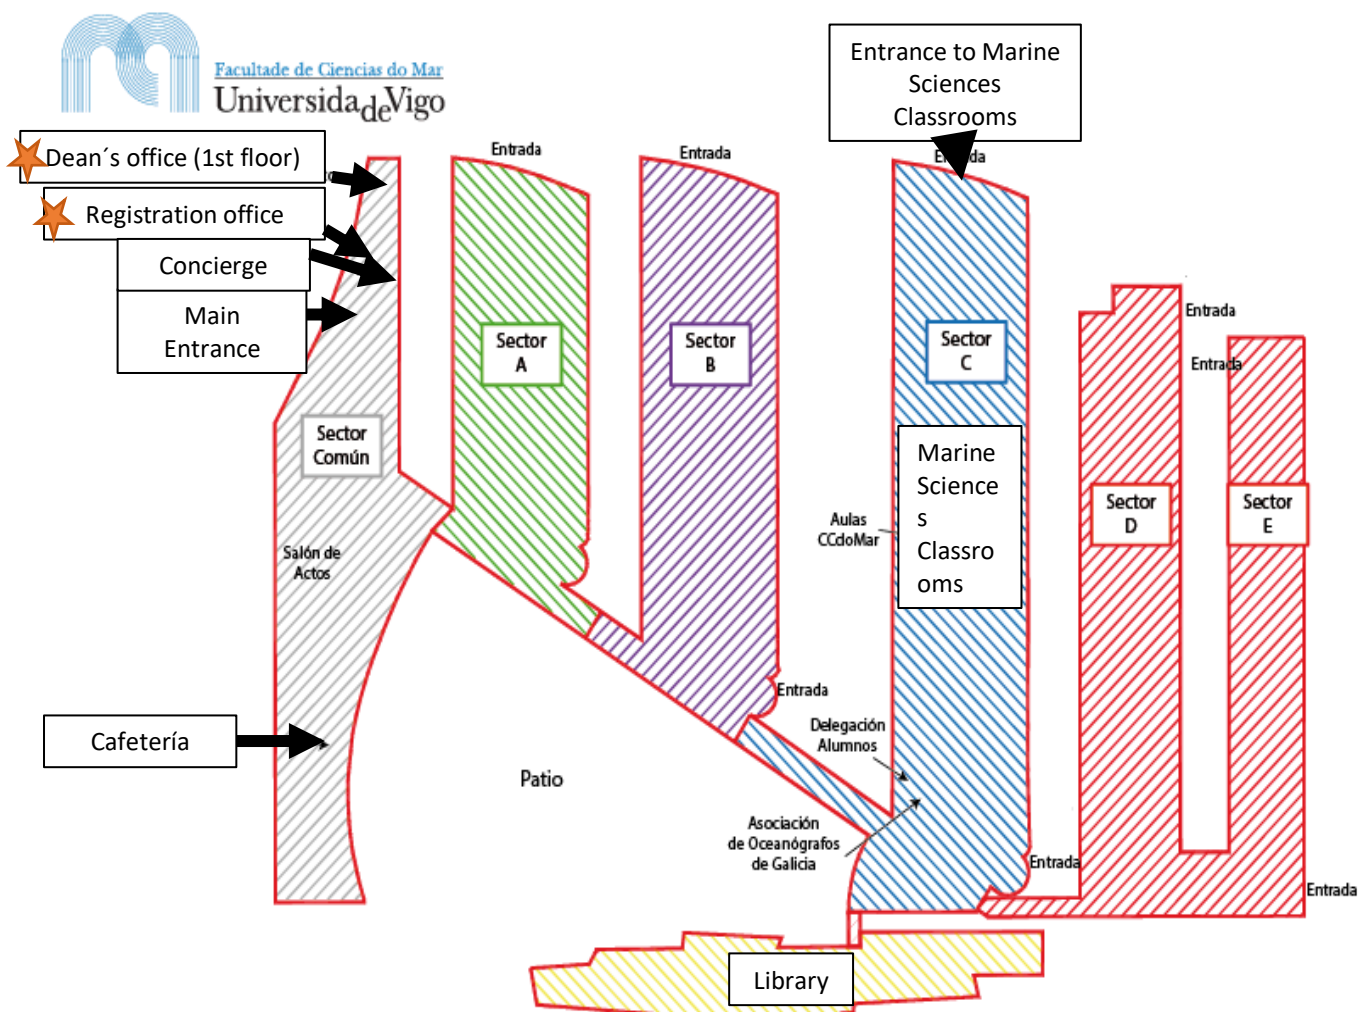 Facultade de Ciencias do Mar
UniversidadeVigo
Entrance to Marine
Sciences
Classrooms
Dean´s office (1st floor)
Registration office
Concierge
Main
Entrance
Entrada
Entrada
Entrada
Entrada
Entrada
Sector
A
Sector
B
Sector
C
Sector
Común
Marine
Science
s
Classro
oms
Aulas
CCdoMar
Sector
D
Sector
E
Salón de
Actos
Entrada
Delegación
Alumnos
Cafetería
Patio
Asociación
de Oceanógrafos
de Galicia
Entrada
Entrada
Library